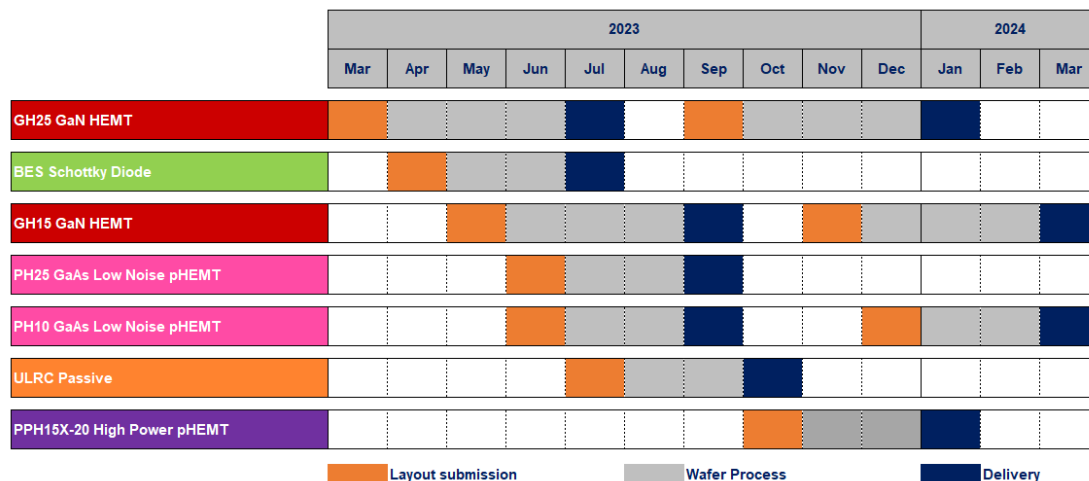 2023 2024
Mar Apr May Jun Jul Aug Sep Oct Nov Dec Jan Feb Mar
GH25 GaN HEMT
BES Schottky Diode
GH15 GaN HEMT
PH25 GaAs Low Noise pHEMT
PH10 GaAs Low Noise pHEMT
ULRC Passive
PPH15X-20 High Power pHEMT
Layout submission Wafer Process Delivery